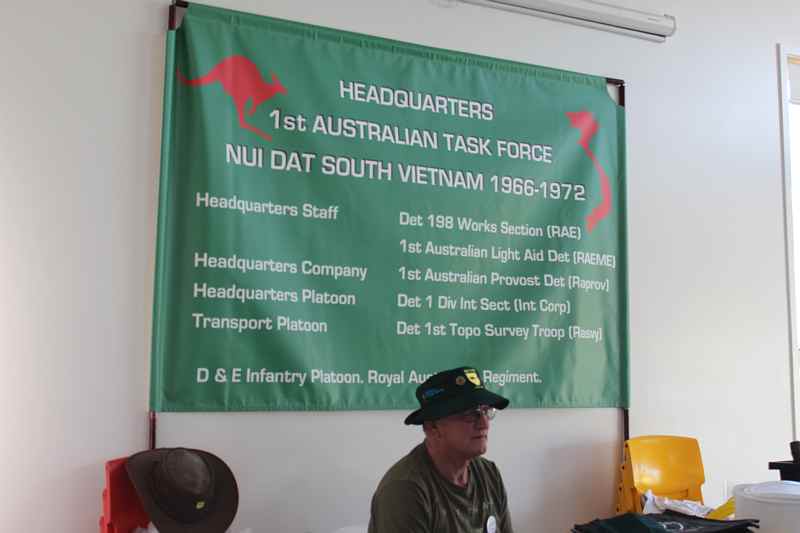 HEADQUARTERS
1st AUSTRALIAN TASK FORCE
NUI DAT SOUTH VIETNAM 1966-1972
Headquarters Staff
Headquarters Company
Headquarters Platoon
Transport Platoon
Det 198 Works Section (RAE)
1st Australian Light Aid Det (RAEME)
1st Australian Provost Det (Raprov)
Det 1 Div Int Sect (Int Corp)
Det 1st Topo Survey Troop (Rasvy)
D & E Infantry Platoon. Royal Regiment.